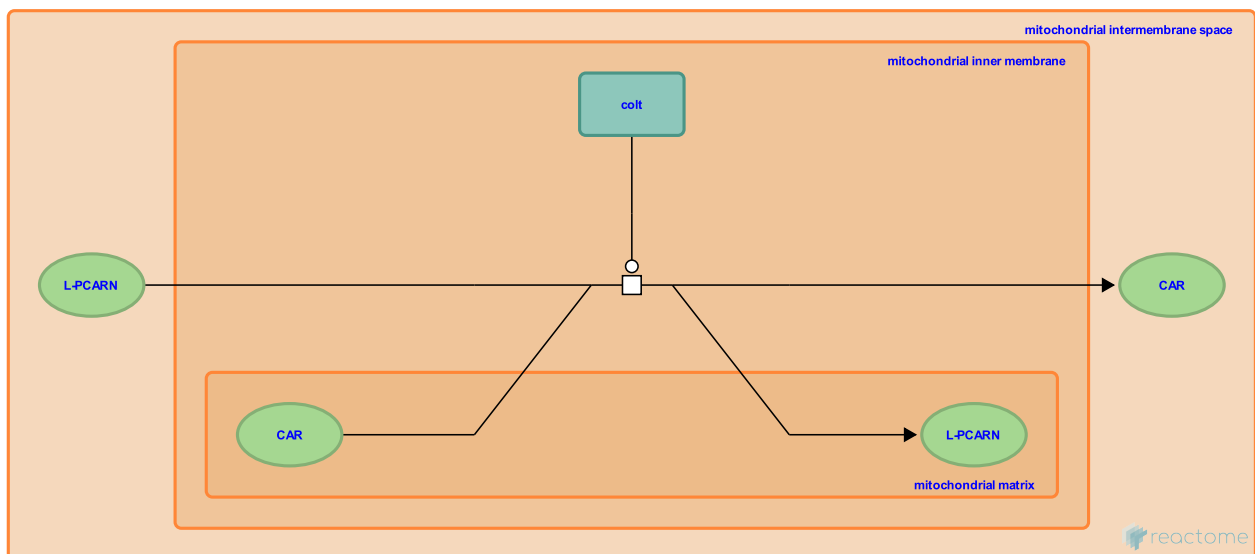 mitochondrial intermembrane space
mitochondrial inner membrane
colt
L-PCARN
CAR
CAR
L-PCARN
mitochondrial matrix
reactome